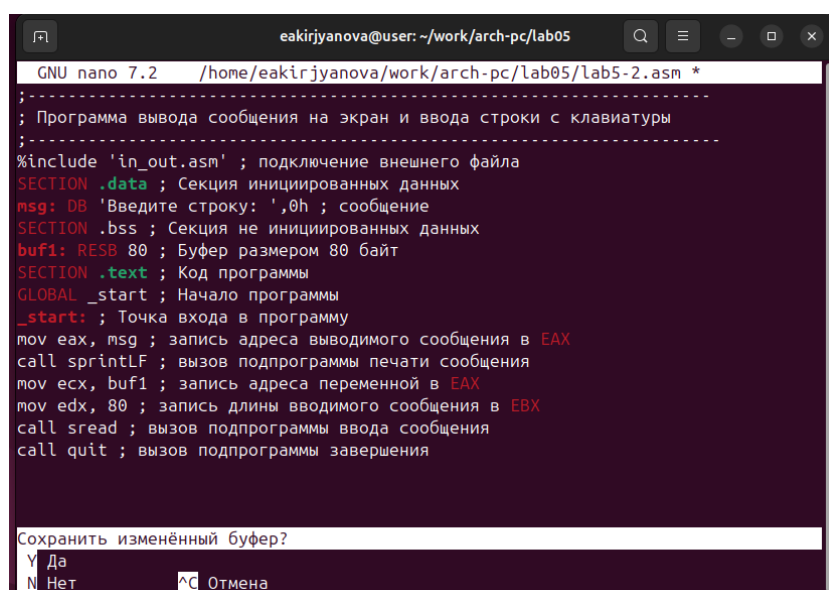 eakirjyanova@user: ~/work/arch-pc/lab05
GNU nano 7.2 /home/eakirjyanova/work/arch-pc/lab05/lab5-2.asm *
;--------------------------------------------------------------------
; Программа вывода сообщения на экран и ввода строки с клавиатуры
;---------------------------------------------------------------------
%include 'in_out.asm' ; подключение внешнего файла
SECTION .data ; Секция инициированных данных
msg: DB 'Введите строку: ',0h ; сообщение
SECTION .bss ; Секция не инициированных данных
buf1: RESB 80 ; Буфер размером 80 байт
SECTION .text ; Код программы
GLOBAL _start ; Начало программы
_start: ; Точка входа в программу
mov eax, msg ; запись адреса выводимого сообщения в EAX
call sprintLF ; вызов подпрограммы печати сообщения
mov ecx, buf1 ; запись адреса переменной в EAX
mov edx, 80 ; запись длины вводимого сообщения в EBX
call sread ; вызов подпрограммы ввода сообщения
call quit ; вызов подпрограммы завершения
Сохранить изменённый буфер?
Y Да
N Нет ^C Отмена